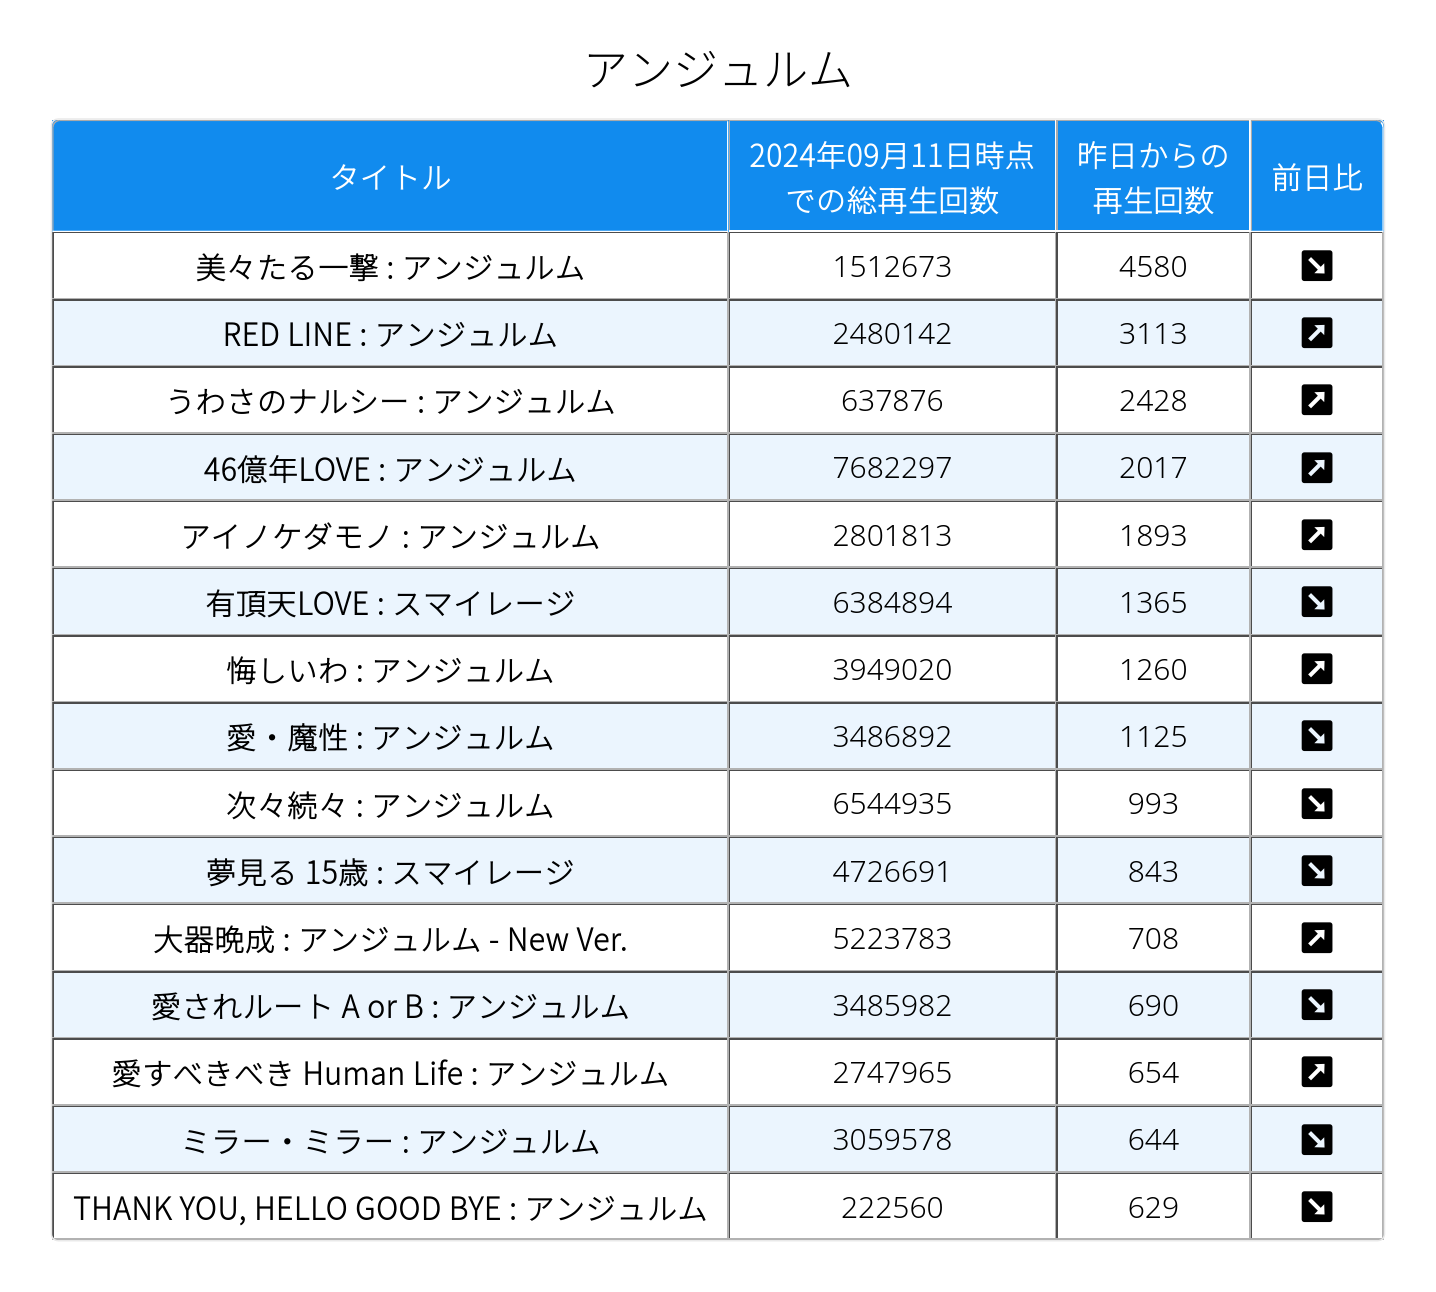 アンジュルム
タイトル 2024年09月11日時点での総再生回数 昨日からの再生回数 前日比
美々たる一撃 : アンジュルム 1512673 4580 ↘
RED LINE : アンジュルム 2480142 3113 ↗
うわさのナルシー : アンジュルム 637876 2428 ↗
46億年LOVE : アンジュルム 7682297 2017 ↗
アイノケダモノ : アンジュルム 2801813 1893 ↗
有頂天LOVE : スマイレージ 6384894 1365 ↘
悔しいわ : アンジュルム 3949020 1260 ↗
愛・魔性 : アンジュルム 3486892 1125 ↘
次々続々 : アンジュルム 6544935 993 ↘
夢見る 15歳 : スマイレージ 4726691 843 ↘
大器晩成 : アンジュルム - New Ver. 5223783 708 ↗
愛されルート A or B : アンジュルム 3485982 690 ↘
愛すべきべき Human Life : アンジュルム 2747965 654 ↗
ミラー・ミラー : アンジュルム 3059578 644 ↘
THANK YOU, HELLO GOOD BYE : アンジュルム 222560 629 ↘